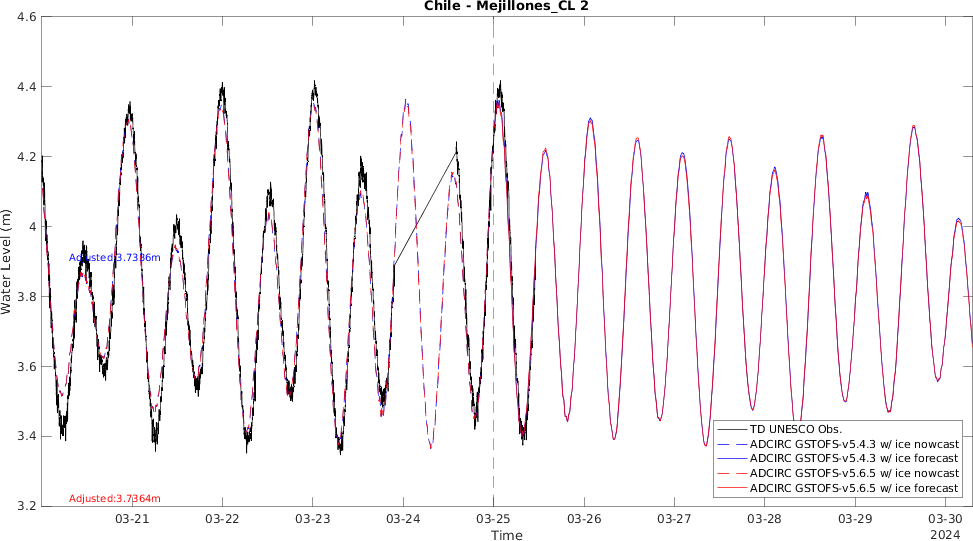 Chile - Mejillones_CL 2
4.6
4.4
4.2
4
3.8
3.6
3.4
3.2
Water Level (m)
Adjusted:3.7336m
Adjusted:3.7364m
TD UNESCO Obs.
ADCIRC GSTOFS-v5.4.3 w/ ice nowcast
ADCIRC GSTOFS-v5.4.3 w/ ice forecast
ADCIRC GSTOFS-v5.6.5 w/ ice nowcast
ADCIRC GSTOFS-v5.6.5 w/ ice forecast
03-21 03-22 03-23 03-24 03-25 03-26 03-27 03-28 03-29 03-30
Time
2024